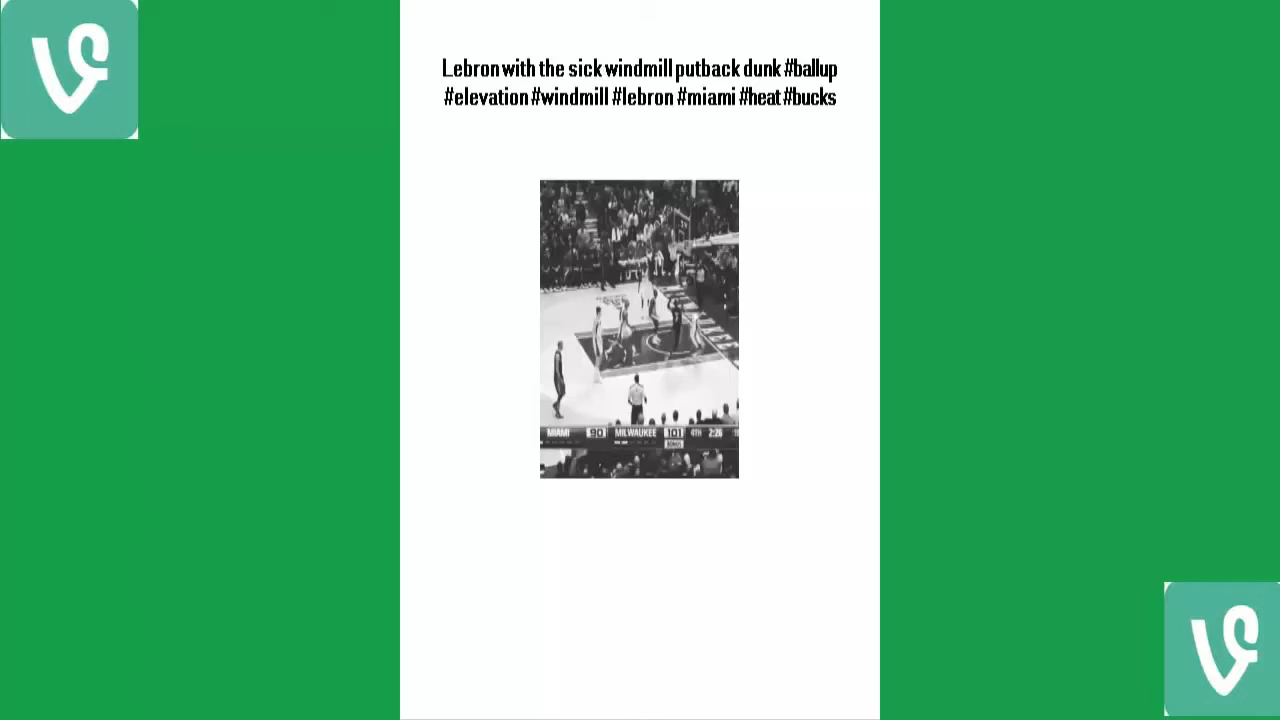 Lebron with the sick windmill putback dunk #ballup
#elevation #windmill #lebron #miami #heat #bucks
MIAMI 90 MILWAUKEE 101 4TH 2:26
BONUS